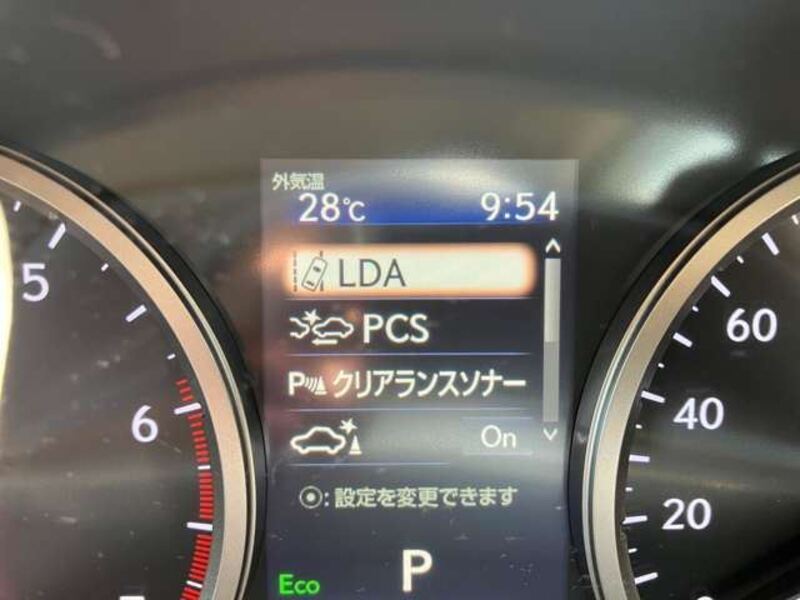 外気温
28℃ 9:54
LDA
PCS
Pクリアランスソナー
On
⦿:設定を変更できます
P
Eco
5
6
60
40
20